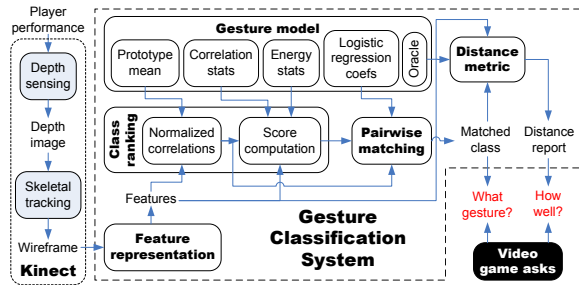 Player
performance
Depth
sensing
Depth
image
Skeletal
tracking
Wireframe
Kinect
Gesture model
Prototype
mean
Correlation
stats
Energy
stats
Logistic
regression
coefs
Oracle
Class
ranking
Normalized
correlations
Score
computation
Pairwise
matching
Features
Feature
representation
Gesture
Classification
System
Distance
metric
Matched
class
Distance
report
What
gesture?
How
well?
Video
game asks